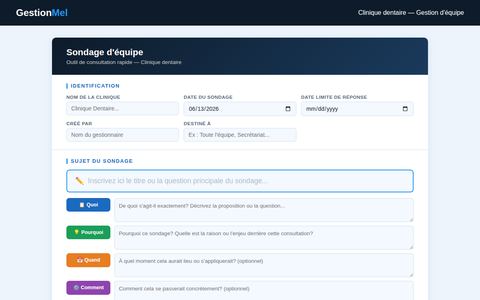 GestionMel
Clinique dentaire — Gestion d'équipe
Sondage d'équipe
Outil de consultation rapide — Clinique dentaire
IDENTIFICATION
NOM DE LA CLINIQUE
DATE DU SONDAGE
DATE LIMITE DE RÉPONSE
Clinique Dentaire...
06/13/2026
mm/dd/yyyy
CRÉÉ PAR
DESTINÉ À
Nom du gestionnaire
Ex : Toute l'équipe, Secrétariat...
SUJET DU SONDAGE
Inscrivez ici le titre ou la question principale du sondage...
Quoi
De quoi s'agit-il exactement? Décrivez la proposition ou la question...
Pourquoi
Pourquoi ce sondage? Quelle est la raison ou l'enjeu derrière cette consultation?
Quand
À quel moment cela aurait lieu ou s'appliquerait? (optionnel)
Comment
Comment cela se passerait concrètement? (optionnel)